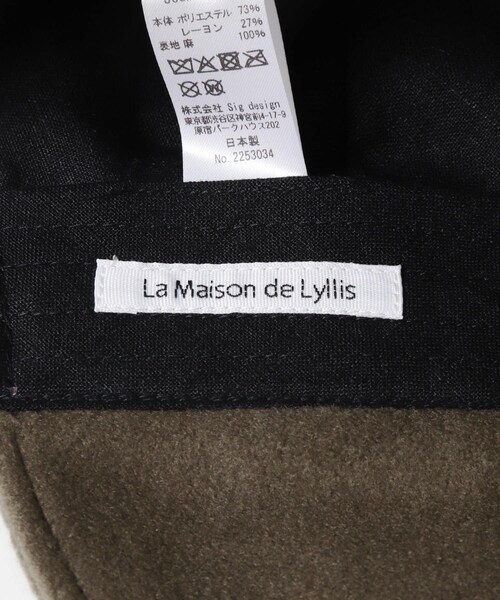 本体 ポリエステル 73%
レーヨン 27%
表地 麻 100%
株式会社 Sig design
東京都渋谷区神宮前4-17-9
原宿パークハウス202
日本製
No. 2253034
La Maison de Lyllis